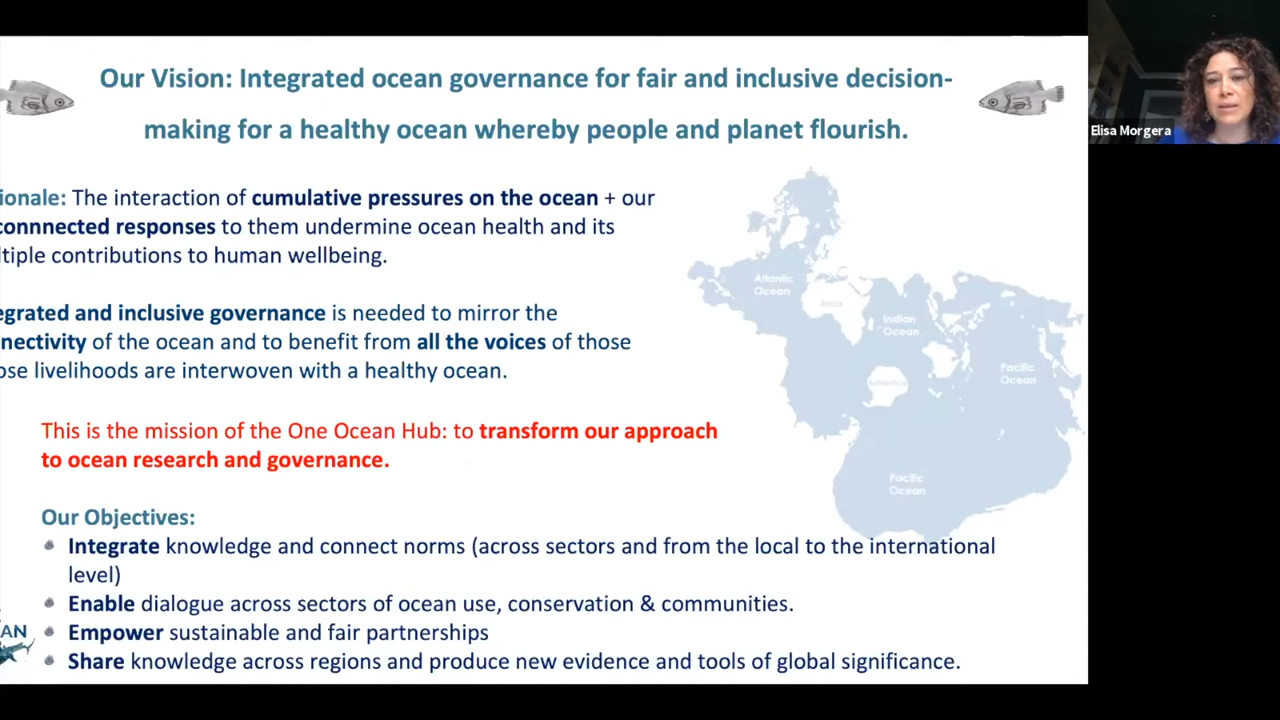 Our Vision: Integrated ocean governance for fair and inclusive decision-
making for a healthy ocean whereby people and planet flourish.
Elisa Morgera
ionale: The interaction of cumulative pressures on the ocean + our
connnected responses to them undermine ocean health and its
ltiple contributions to human wellbeing.
egrated and inclusive governance is needed to mirror the
nectivity of the ocean and to benefit from all the voices of those
ose livelihoods are interwoven with a healthy ocean.
Atlantic
Ocean
Africa
Indian
Ocean
Pacific
Ocean
Antarctica
Pacific
Ocean
This is the mission of the One Ocean Hub: to transform our approach
to ocean research and governance.
Our Objectives:
Integrate knowledge and connect norms (across sectors and from the local to the international
level)
Enable dialogue across sectors of ocean use, conservation & communities.
Empower sustainable and fair partnerships
Share knowledge across regions and produce new evidence and tools of global significance.
AN